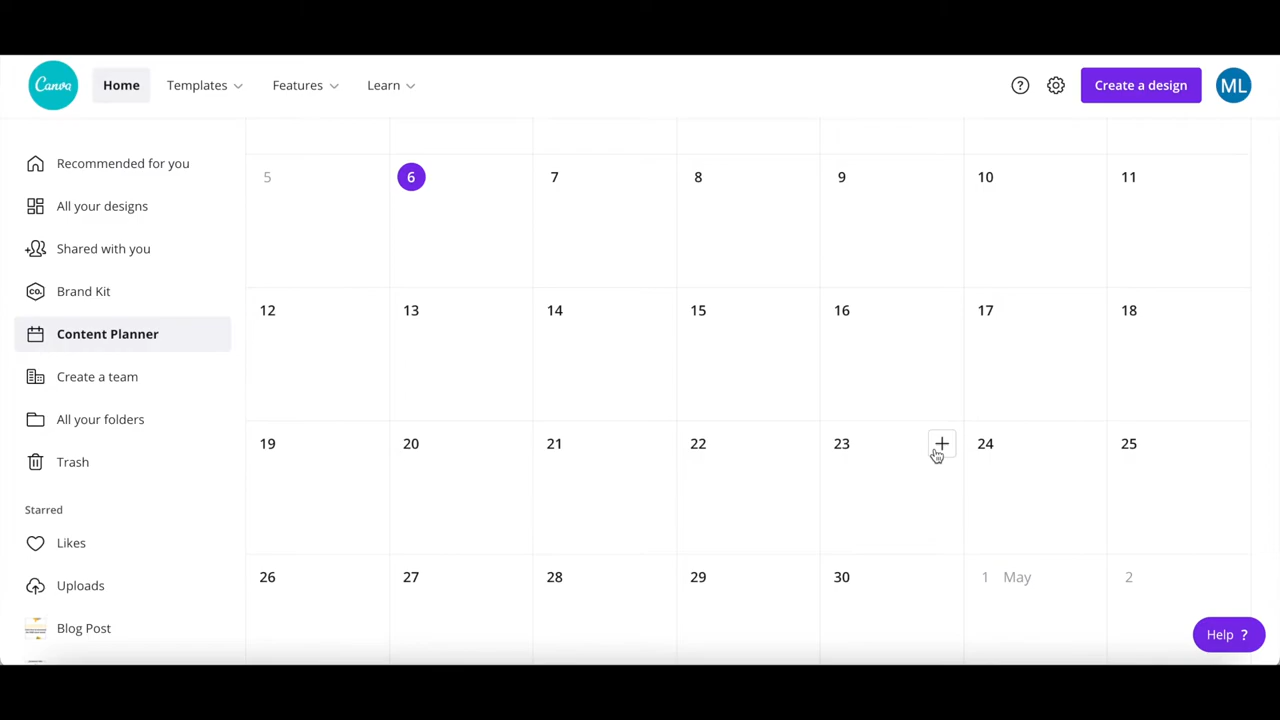 Canva
Home
Templates
Features
Learn
?
Create a design
ML
Recommended for you
All your designs
Shared with you
CO.
Brand Kit
Content Planner
Create a team
All your folders
Trash
Starred
Likes
Uploads
Blog Post
5 6 7 8 9 10 11
12 13 14 15 16 17 18
19 20 21 22 23 + 24 25
26 27 28 29 30 1 May 2
Help ?